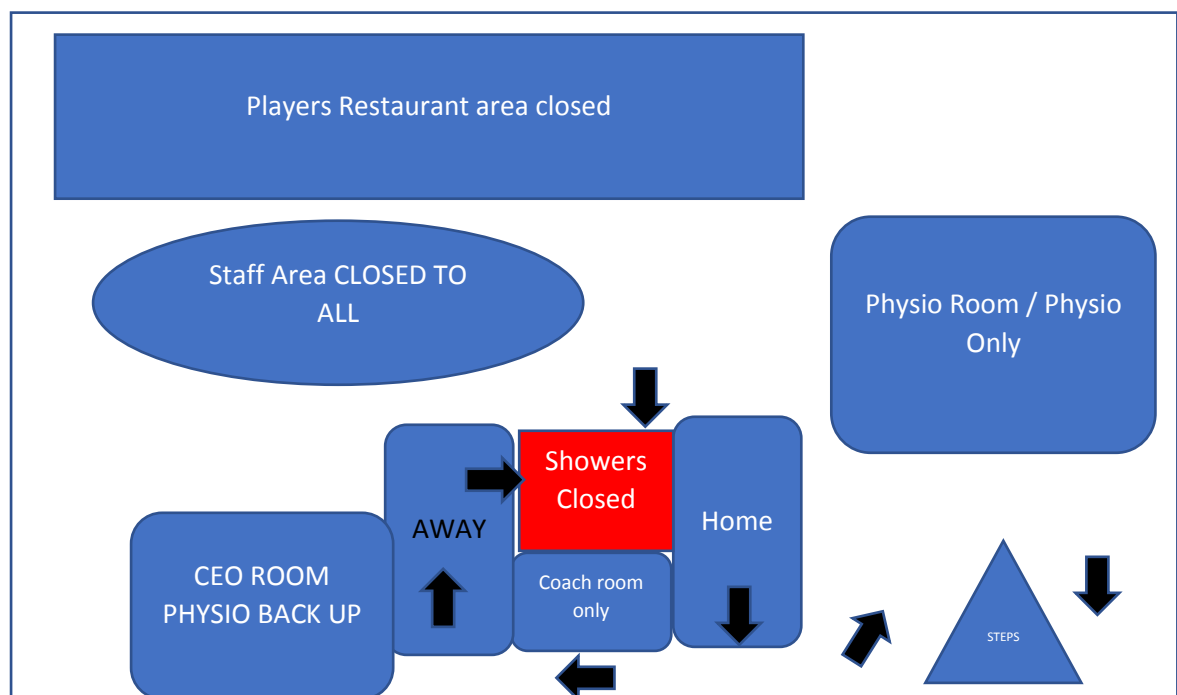 Players Restaurant area closed
Staff Area CLOSED TO
ALL
Physio Room / Physio
Only
Showers
Closed
AWAY
Home
CEO ROOM
PHYSIO BACK UP
Coach room
only
STEPS